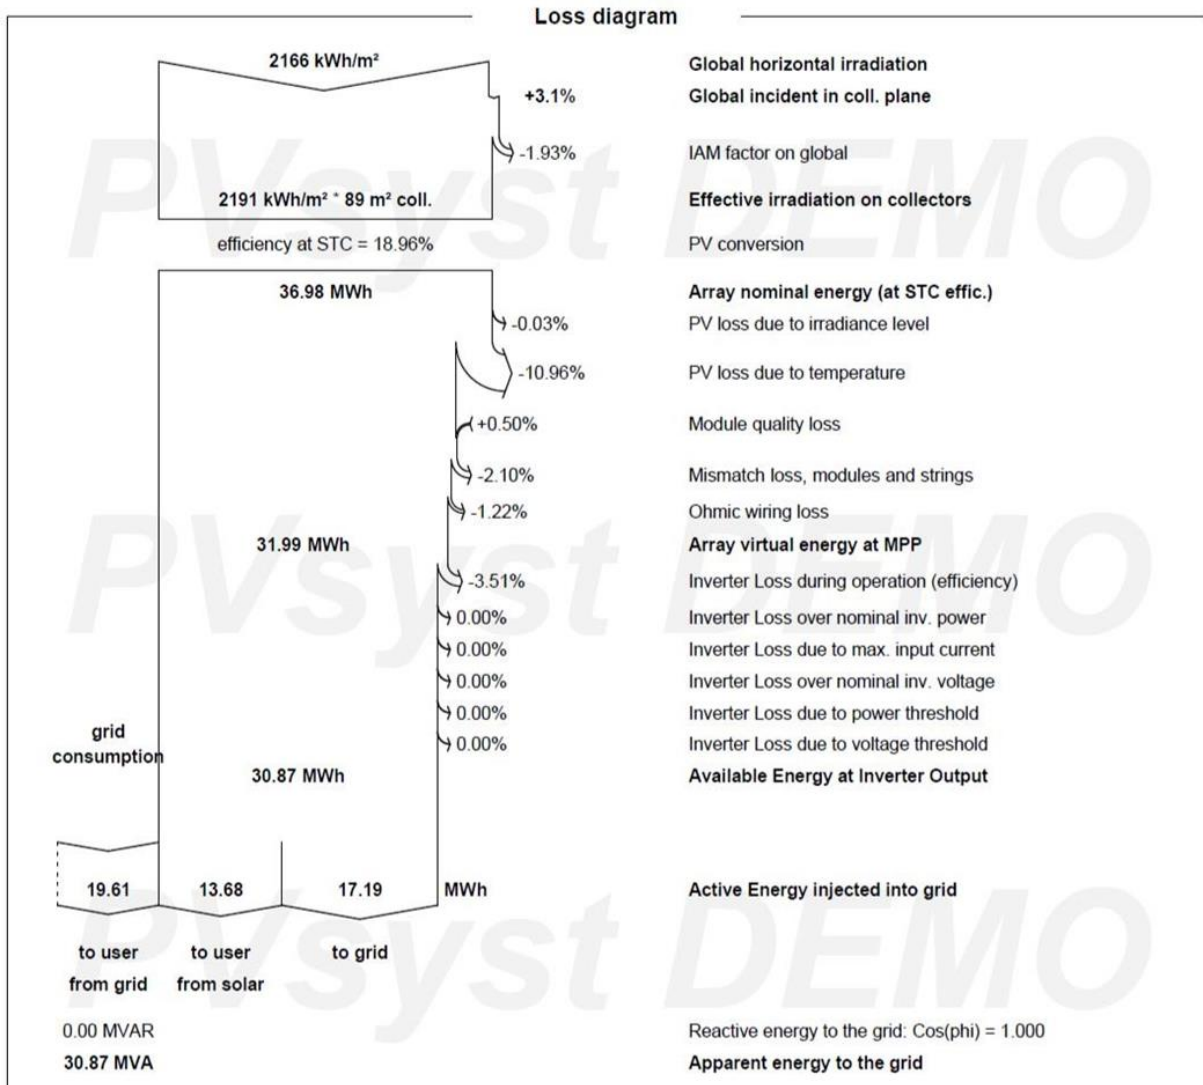 Loss diagram
2166 kWh/m² Global horizontal irradiation
+3.1% Global incident in coll. plane
-1.93% IAM factor on global
2191 kWh/m² * 89 m² coll. Effective irradiation on collectors
efficiency at STC = 18.96% PV conversion
PVsyst DEMO
36.98 MWh Array nominal energy (at STC effic.)
-0.03% PV loss due to irradiance level
-10.96% PV loss due to temperature
+0.50% Module quality loss
-2.10% Mismatch loss, modules and strings
-1.22% Ohmic wiring loss
31.99 MWh Array virtual energy at MPP
-3.51% Inverter Loss during operation (efficiency)
PVsyst DEMO
0.00% Inverter Loss over nominal inv. power
0.00% Inverter Loss due to max. input current
0.00% Inverter Loss over nominal inv. voltage
0.00% Inverter Loss due to power threshold
grid
consumption
0.00% Inverter Loss due to voltage threshold
30.87 MWh Available Energy at Inverter Output
19.61 13.68 17.19 MWh Active Energy injected into grid
PVsyst DEMO
to user to user to grid
from grid from solar
0.00 MVAR Reactive energy to the grid: Cos(phi) = 1.000
30.87 MVA Apparent energy to the grid